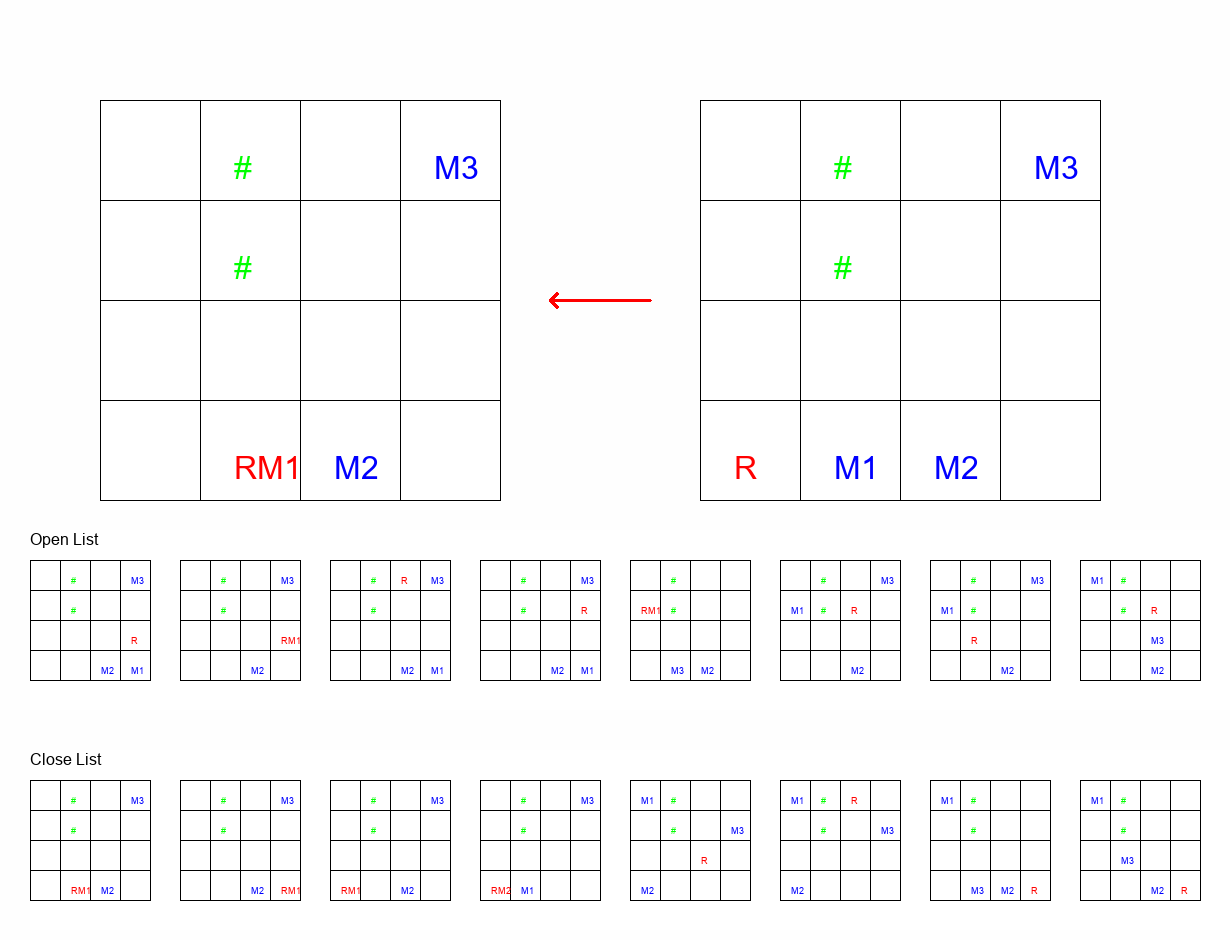 # M3 # M3
# #
RM1 M2 R M1 M2
Open List
# M3 # M3 # R M3 # M3 # # M3 # M3 M1 #
# # # # R RM1 # M1 # R M1 # # R
R RM1 R M3
M2 M1 M2 M2 M1 M2 M1 M3 M2 M2 M2 M2
Close List
# M3 # M3 # M3 # M3 M1 # M1 # R M1 # M1 #
# # # # # M3 # M3 # #
R M3
RM1 M2 M2 RM1 RM1 M2 RM2 M1 M2 M2 M3 M2 R M2 R